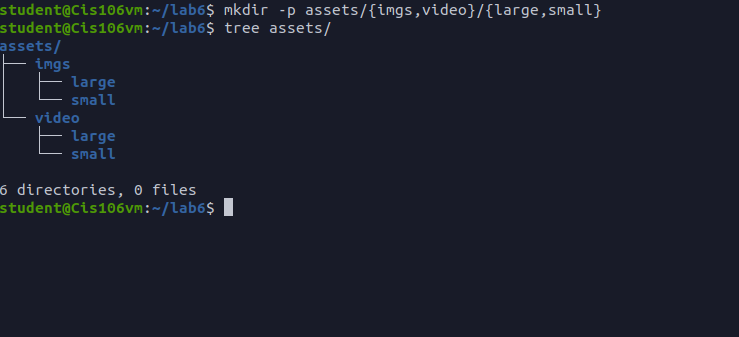 student@Cis106vm:~/lab6$ mkdir -p assets/{imgs,video}/{large,small}
student@Cis106vm:~/lab6$ tree assets/
assets/
├── imgs
│   ├── large
│   └── small
└── video
    ├── large
    └── small

6 directories, 0 files
student@Cis106vm:~/lab6$